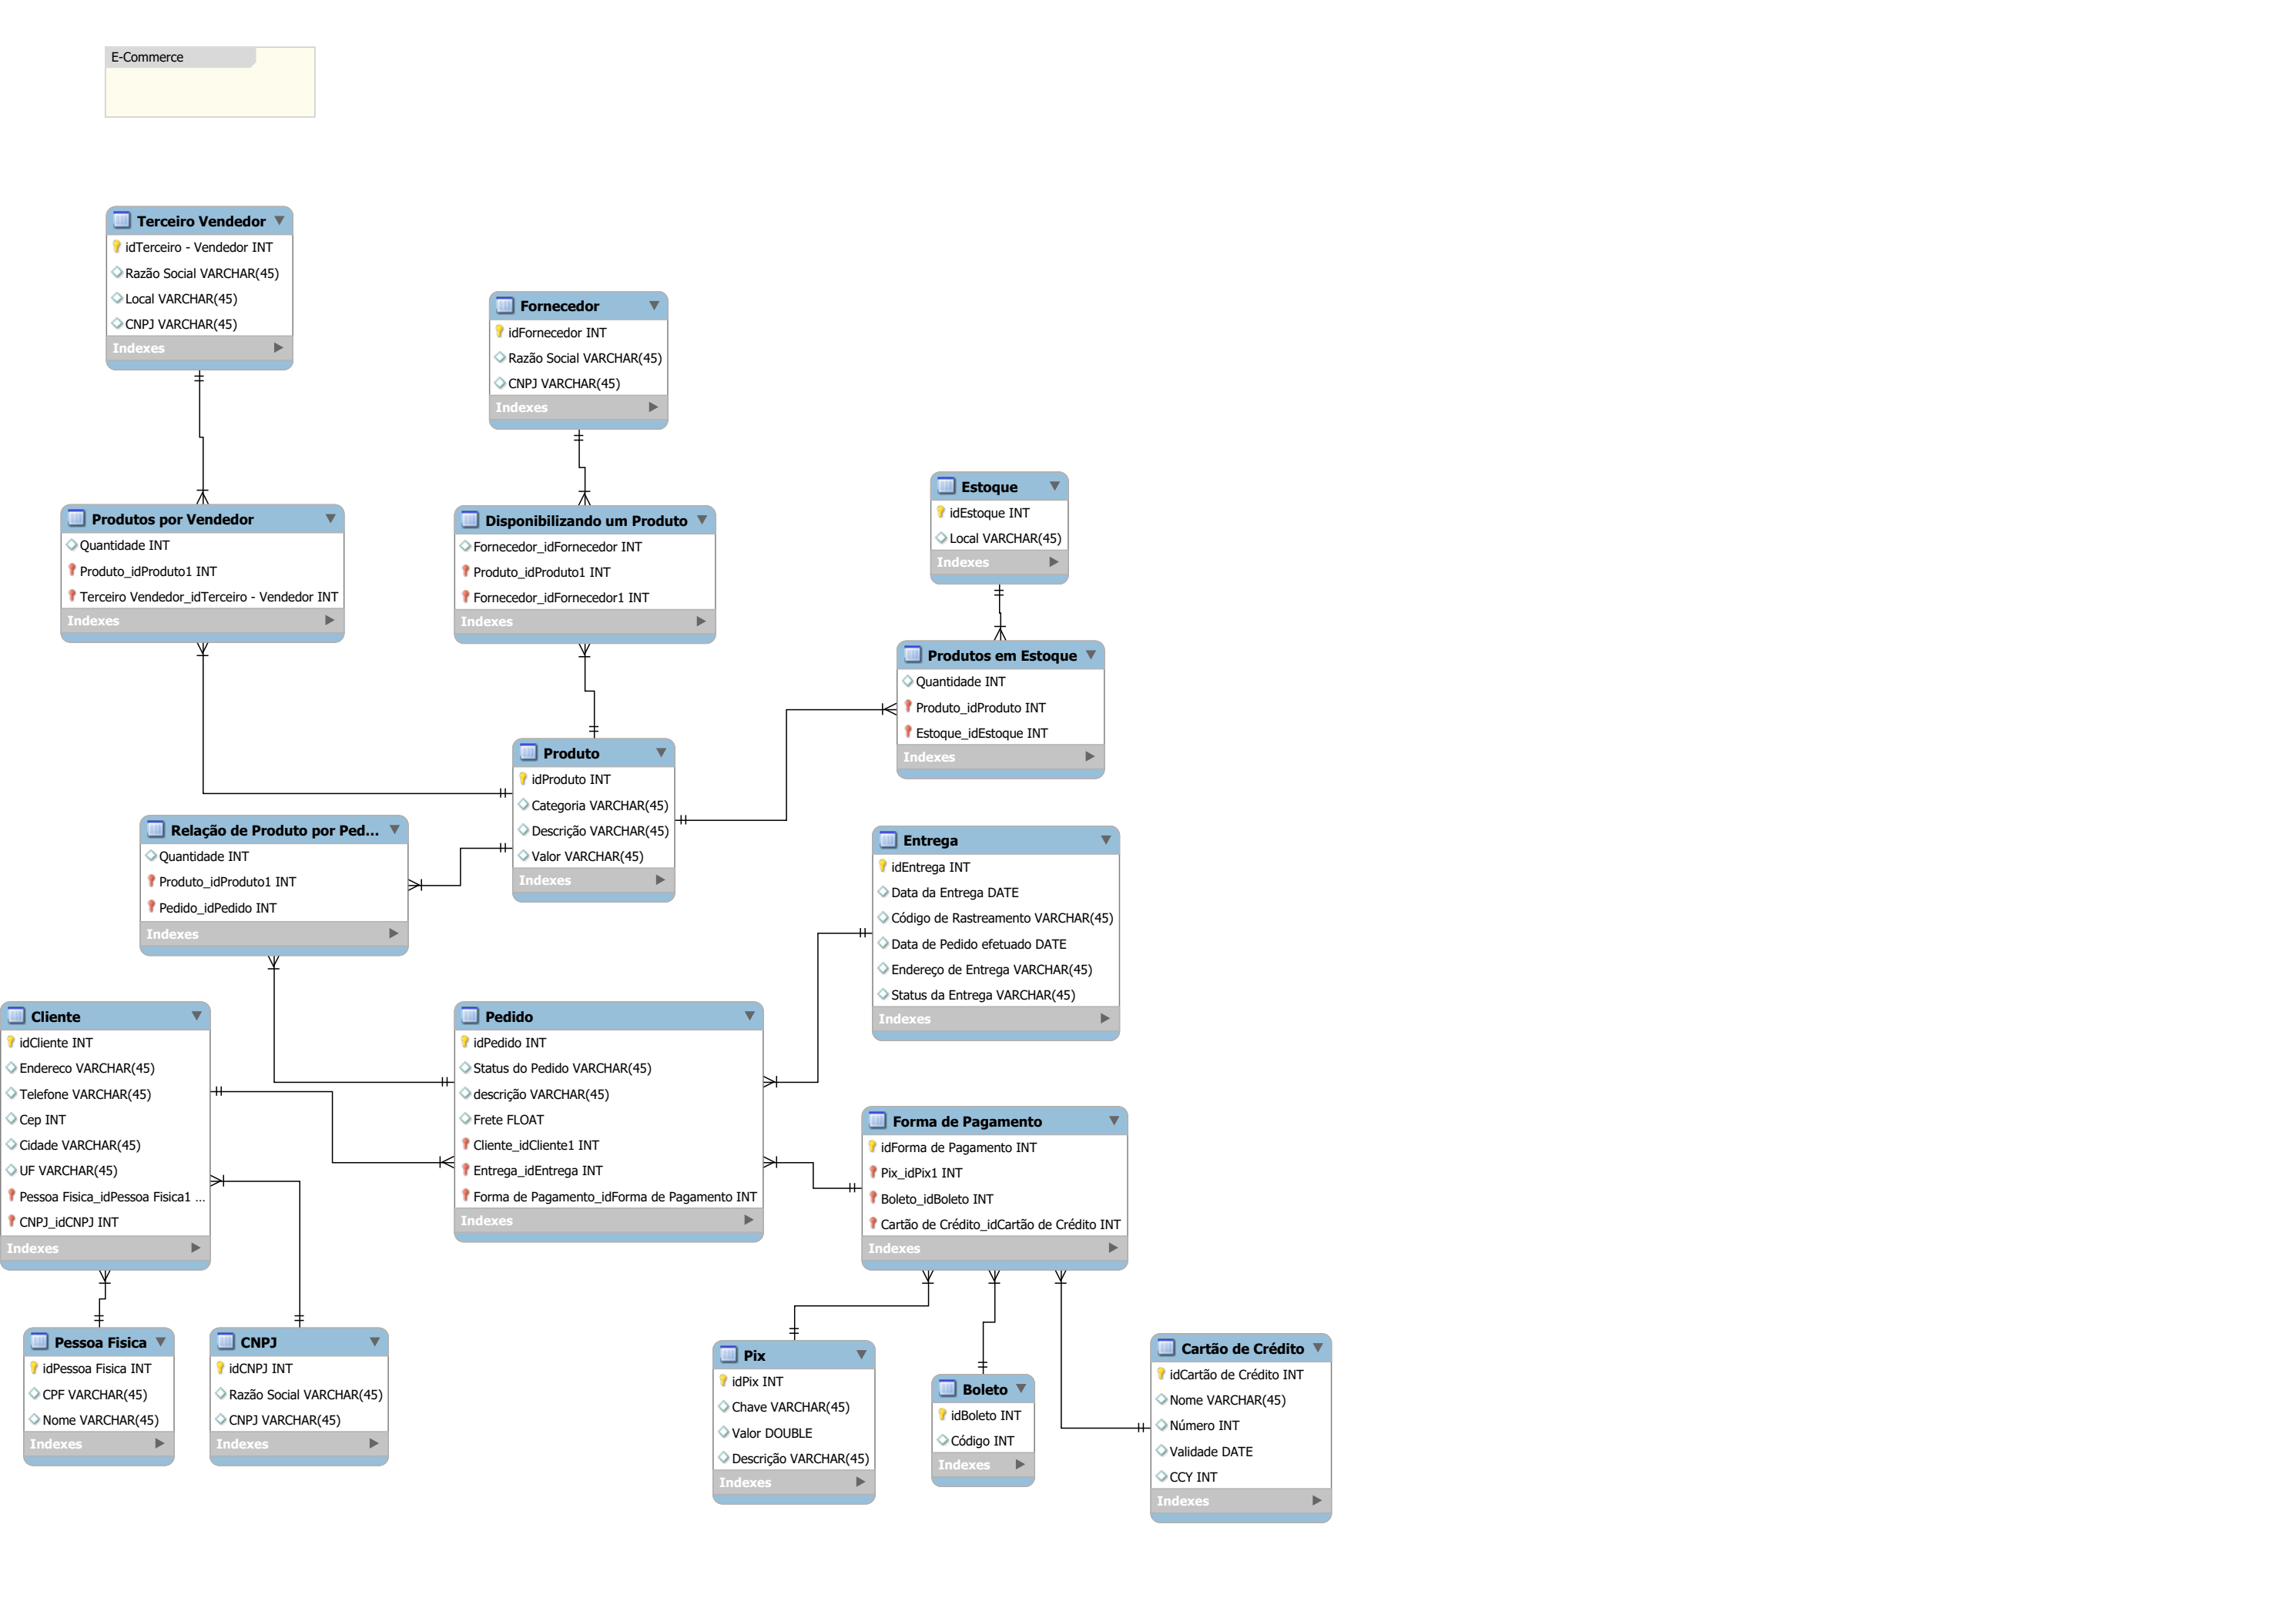 E-Commerce
Terceiro Vendedor
idTerceiro - Vendedor INT
Razão Social VARCHAR(45)
Local VARCHAR(45)
CNPJ VARCHAR(45)
Indexes
Fornecedor
idFornecedor INT
Razão Social VARCHAR(45)
CNPJ VARCHAR(45)
Indexes
Estoque
idEstoque INT
Local VARCHAR(45)
Indexes
Produtos por Vendedor
Quantidade INT
Produto_idProduto1 INT
Terceiro Vendedor_idTerceiro - Vendedor INT
Indexes
Disponibilizando um Produto
Fornecedor_idFornecedor INT
Produto_idProduto1 INT
Fornecedor_idFornecedor1 INT
Indexes
Produtos em Estoque
Quantidade INT
Produto_idProduto INT
Estoque_idEstoque INT
Indexes
Produto
idProduto INT
Categoria VARCHAR(45)
Descrição VARCHAR(45)
Valor VARCHAR(45)
Indexes
Relação de Produto por Ped...
Quantidade INT
Produto_idProduto1 INT
Pedido_idPedido INT
Indexes
Entrega
idEntrega INT
Data da Entrega DATE
Código de Rastreamento VARCHAR(45)
Data de Pedido efetuado DATE
Endereço de Entrega VARCHAR(45)
Status da Entrega VARCHAR(45)
Indexes
Cliente
idCliente INT
Endereco VARCHAR(45)
Telefone VARCHAR(45)
Cep INT
Cidade VARCHAR(45)
UF VARCHAR(45)
Pessoa Fisica_idPessoa Fisica1 ...
CNPJ_idCNPJ INT
Indexes
Pedido
idPedido INT
Status do Pedido VARCHAR(45)
descrição VARCHAR(45)
Frete FLOAT
Cliente_idCliente1 INT
Entrega_idEntrega INT
Forma de Pagamento_idForma de Pagamento INT
Indexes
Forma de Pagamento
idForma de Pagamento INT
Pix_idPix1 INT
Boleto_idBoleto INT
Cartão de Crédito_idCartão de Crédito INT
Indexes
Pessoa Fisica
idPessoa Fisica INT
CPF VARCHAR(45)
Nome VARCHAR(45)
Indexes
CNPJ
idCNPJ INT
Razão Social VARCHAR(45)
CNPJ VARCHAR(45)
Indexes
Pix
idPix INT
Chave VARCHAR(45)
Valor DOUBLE
Descrição VARCHAR(45)
Indexes
Boleto
idBoleto INT
Código INT
Indexes
Cartão de Crédito
idCartão de Crédito INT
Nome VARCHAR(45)
Número INT
Validade DATE
CCY INT
Indexes